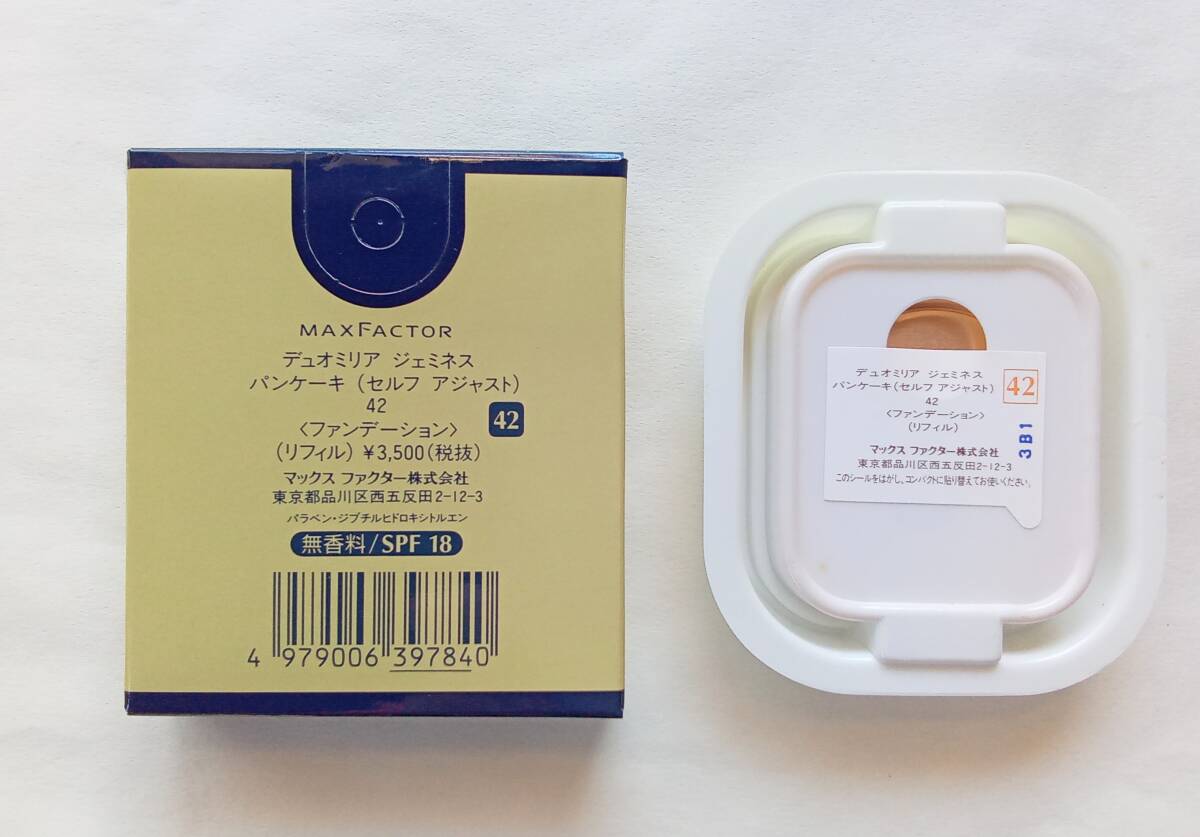 MAXFACTOR
デュオミリア ジェミネス
パンケーキ (セルフ アジャスト)
42
〈ファンデーション〉
42
(リフィル) ¥3,500(税抜)
マックス ファクター株式会社
東京都品川区西五反田2-12-3
パラベン・ジブチルヒドロキシトルエン
無香料/SPF 18
4 979006 397840
デュオミリア ジェミネス
パンケーキ(セルフ アジャスト)
42
〈ファンデーション〉
(リフィル)
マックス ファクター株式会社
東京都品川区西五反田2-12-3
このシールをはがし、コンパクトに貼り替えてお使いください。
42
3B1